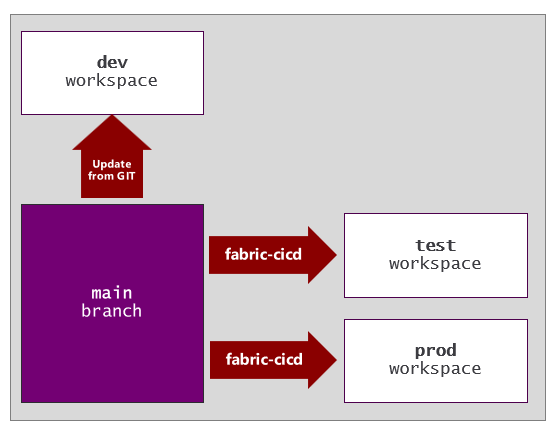 dev
workspace
Update
from GIT
main
branch
fabric-cicd
test
workspace
fabric-cicd
prod
workspace